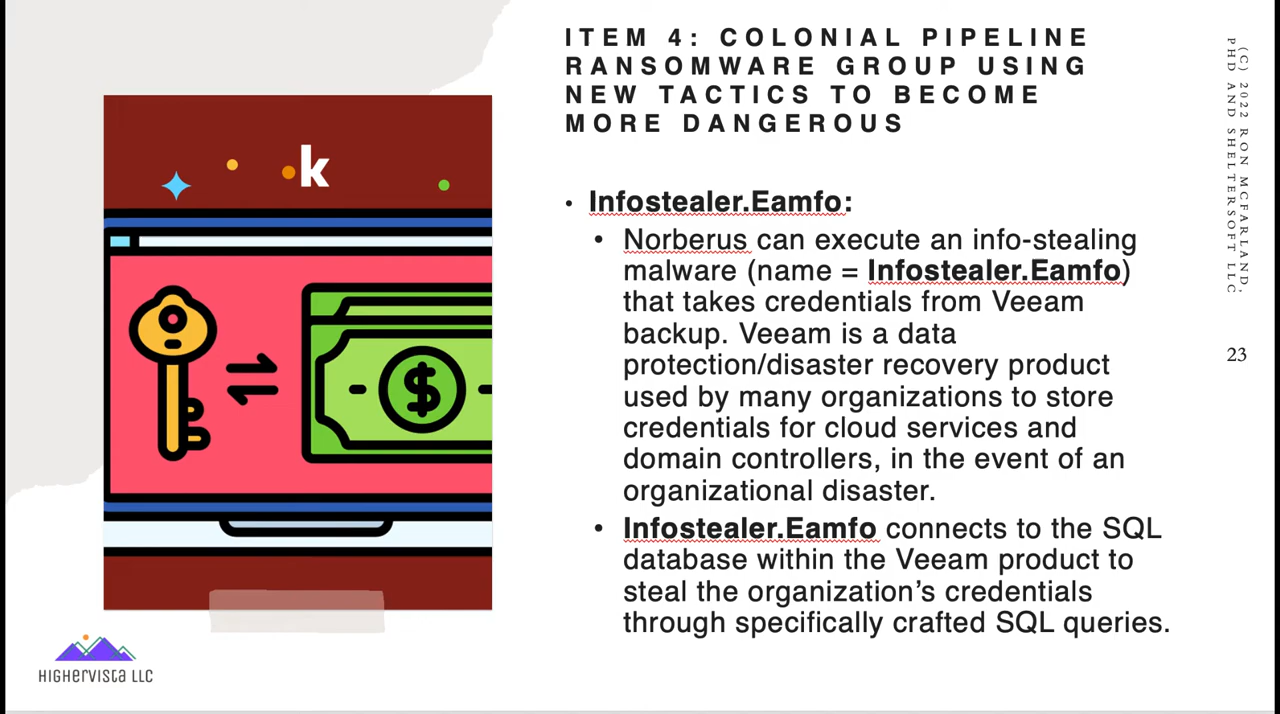 ITEM 4: COLONIAL PIPELINE
RANSOMWARE GROUP USING
NEW TACTICS TO BECOME
MORE DANGEROUS
k
$
• Infostealer.Eamfo:
• Norberus can execute an info-stealing
malware (name = Infostealer.Eamfo)
that takes credentials from Veeam
backup. Veeam is a data
protection/disaster recovery product
used by many organizations to store
credentials for cloud services and
domain controllers, in the event of an
organizational disaster.
• Infostealer.Eamfo connects to the SQL
database within the Veeam product to
steal the organization’s credentials
through specifically crafted SQL queries.
(C) 2022 RON MCFARLAND,
PHD AND SHELTERSOFT LLC
23
HIGHERVISTA LLC